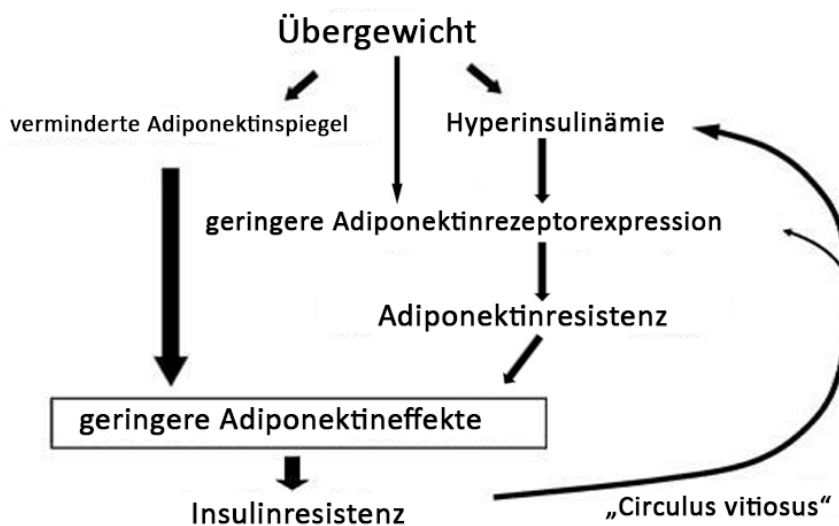 Übergewicht
verminderte Adiponektinspiegel
Hyperinsulinämie
geringere Adiponektinrezeptorexpression
Adiponektinresistenz
geringere Adiponektineffekte
Insulinresistenz
„Circulus vitiosus“